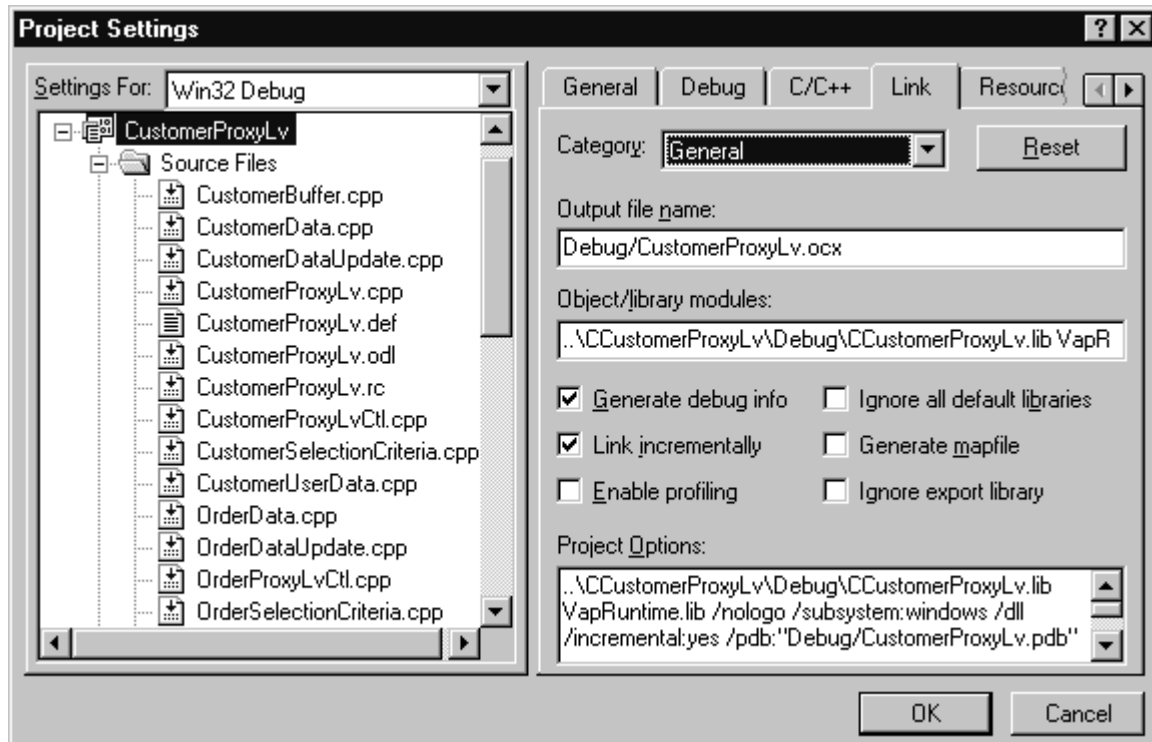 Project Settings
Settings For: Win32 Debug
CustomerProxyLv
Source Files
CustomerBuffer.cpp
CustomerData.cpp
CustomerDataUpdate.cpp
CustomerProxyLv.cpp
CustomerProxyLv.def
CustomerProxyLv.odl
CustomerProxyLv.rc
CustomerProxyLvCtl.cpp
CustomerSelectionCriteria.cpp
CustomerUserData.cpp
OrderData.cpp
OrderDataUpdate.cpp
OrderProxyLvCtl.cpp
OrderSelectionCriteria.cpp
General Debug C/C++ Link Resourc
Category: General Reset
Output file name:
Debug/CustomerProxyLv.ocx
Object/library modules:
..\CCustomerProxyLv\Debug\CCustomerProxyLv.lib VapR
Generate debug info Ignore all default libraries
Link incrementally Generate mapfile
Enable profiling Ignore export library
Project Options:
..\CCustomerProxyLv\Debug\CCustomerProxyLv.lib
VapRuntime.lib /nologo /subsystem:windows /dll
/incremental:yes /pdb:"Debug/CustomerProxyLv.pdb"
OK Cancel